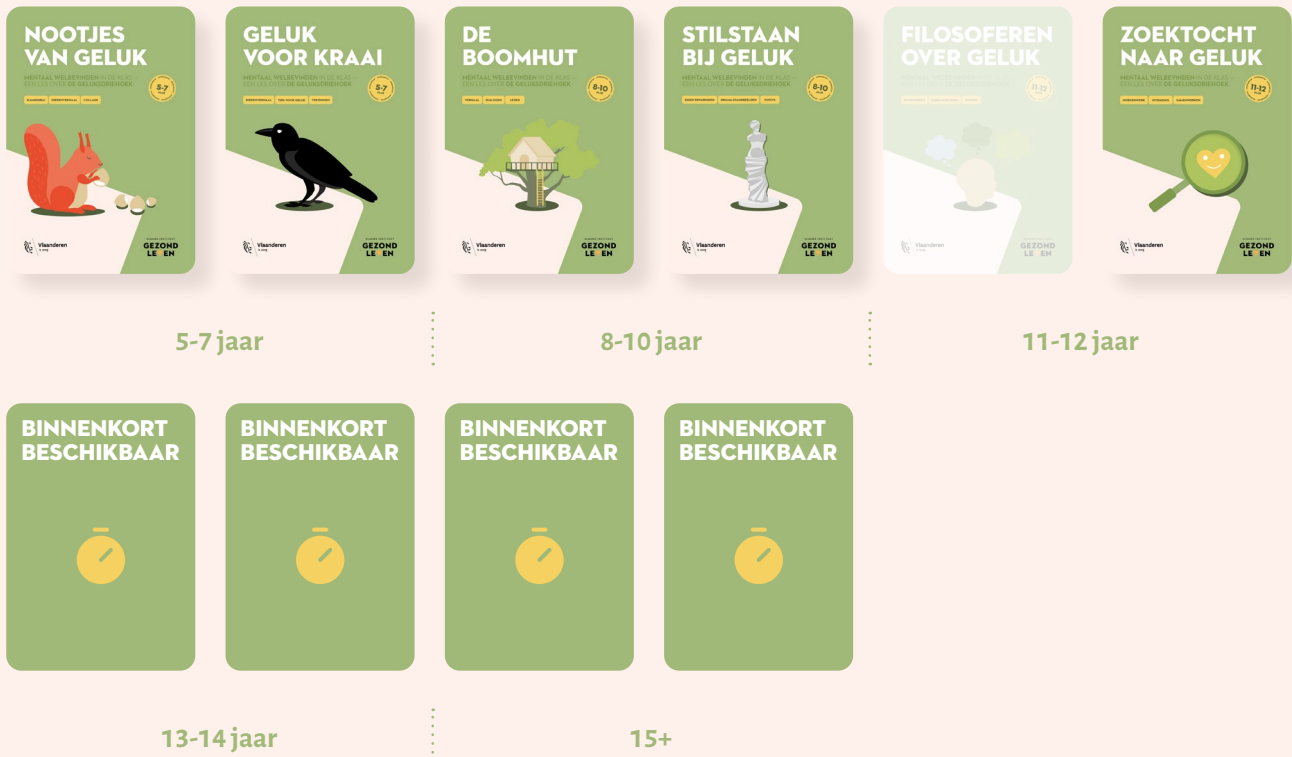 NOOTJES
VAN GELUK
MENTAAL WELBEVINDEN IN DE KLAS –
EEN LES OVER DE GELUKSDRIEHOEK
5-7
Vlaanderen
GEZOND
LEVEN
GELUK
VOOR KRAAI
MENTAAL WELBEVINDEN IN DE KLAS –
EEN LES OVER DE GELUKSDRIEHOEK
5-7
Vlaanderen
GEZOND
LEVEN
DE
BOOMHUT
MENTAAL WELBEVINDEN IN DE KLAS –
EEN LES OVER DE GELUKSDRIEHOEK
8-10
Vlaanderen
GEZOND
LEVEN
STILSTAAN
BIJ GELUK
MENTAAL WELBEVINDEN IN DE KLAS –
EEN LES OVER DE GELUKSDRIEHOEK
8-10
Vlaanderen
GEZOND
LEVEN
FILOSOFEREN
OVER GELUK
11-12
Vlaanderen
GEZOND
LEVEN
ZOEKTOCHT
NAAR GELUK
MENTAAL WELBEVINDEN IN DE KLAS –
EEN LES OVER DE GELUKSDRIEHOEK
11-12
Vlaanderen
GEZOND
LEVEN
5-7 jaar
8-10 jaar
11-12 jaar
BINNENKORT
BESCHIKBAAR
BINNENKORT
BESCHIKBAAR
BINNENKORT
BESCHIKBAAR
BINNENKORT
BESCHIKBAAR
13-14 jaar
15+